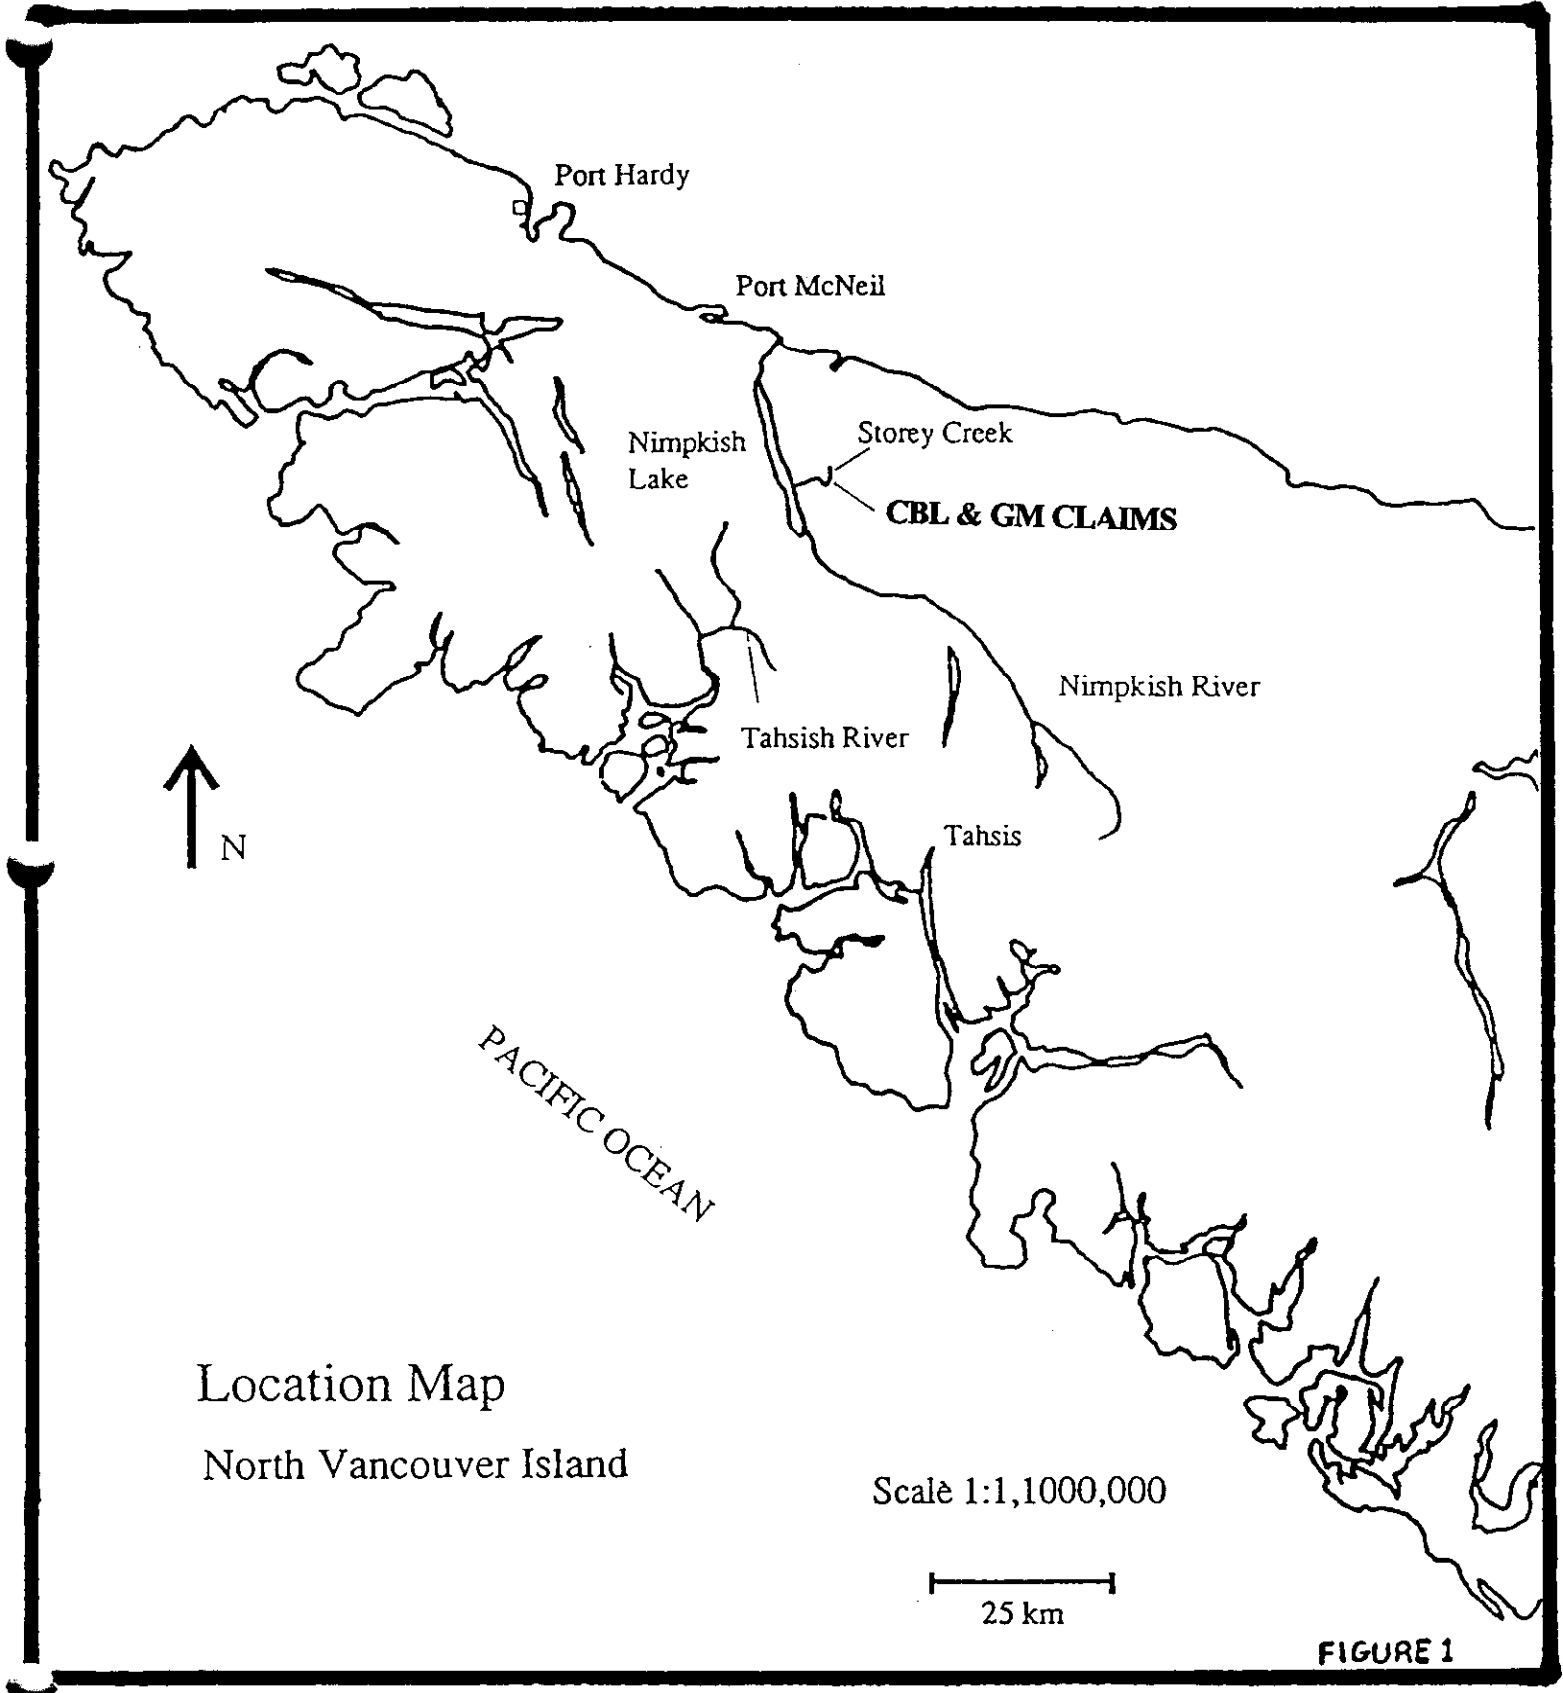 Port Hardy
Port McNeil
Storey Creek
Nimpkish
Lake
CBL & GM CLAIMS
Nimpkish River
Tahsish River
Tahsis
N
PACIFIC OCEAN
Location Map
North Vancouver Island
Scale 1:1,1000,000
25 km
FIGURE 1